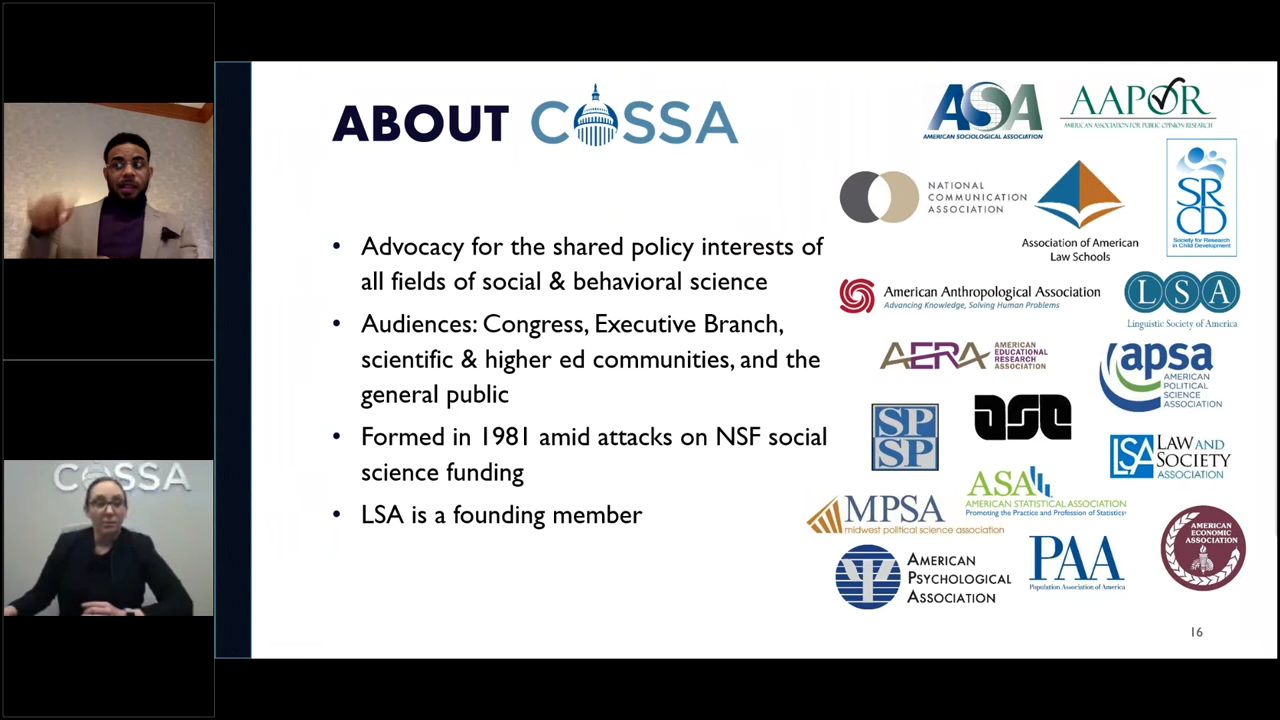 ABOUT COSSA
• Advocacy for the shared policy interests of
all fields of social & behavioral science
• Audiences: Congress, Executive Branch,
scientific & higher ed communities, and the
general public
• Formed in 1981 amid attacks on NSF social
science funding
• LSA is a founding member
ASA
AMERICAN SOCIOLOGICAL ASSOCIATION
AAPOR
AMERICAN ASSOCIATION FOR PUBLIC OPINION RESEARCH
NATIONAL
COMMUNICATION
ASSOCIATION
Association of American
Law Schools
SR
CD
Society for Research
in Child Development
American Anthropological Association
Advancing Knowledge, Solving Human Problems
LSA
Linguistic Society of America
AERA
AMERICAN
EDUCATIONAL
RESEARCH
ASSOCIATION
apsa
AMERICAN
POLITICAL
SCIENCE
ASSOCIATION
SP
SP
ase
LSA
LAW AND
SOCIETY
ASSOCIATION
ASA
AMERICAN STATISTICAL ASSOCIATION
Promoting the Practice and Profession of Statistics
MPSA
midwest political science association
AMERICAN
PSYCHOLOGICAL
ASSOCIATION
PAA
Population Association of America
AMERICAN
ECONOMIC
ASSOCIATION
16
COSSA